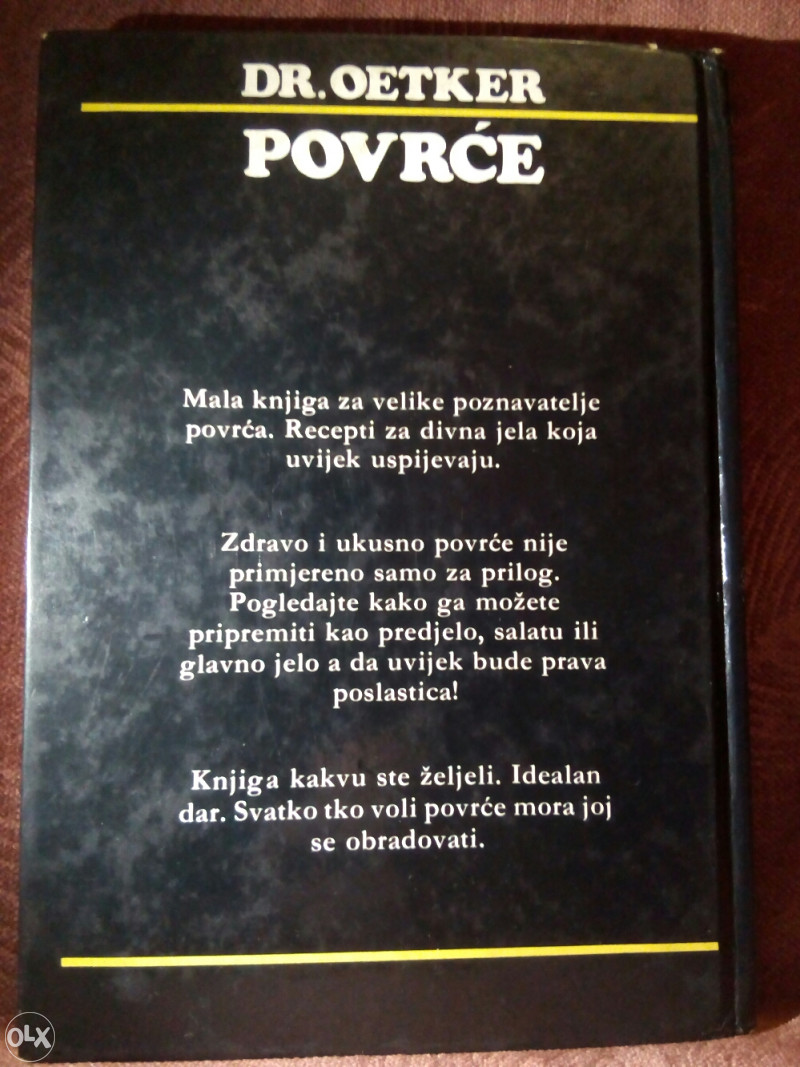 DR. OETKER
POVRĆE
Mala knjiga za velike poznavatelje
povrća. Recepti za divna jela koja
uvijek uspijevaju.
Zdravo i ukusno povrće nije
primjereno samo za prilog.
Pogledajte kako ga možete
pripremiti kao predjelo, salatu ili
glavno jelo a da uvijek bude prava
poslastica!
Knjiga kakvu ste željeli. Idealan
dar. Svatko tko voli povrće mora joj
se obradovati.
OLX